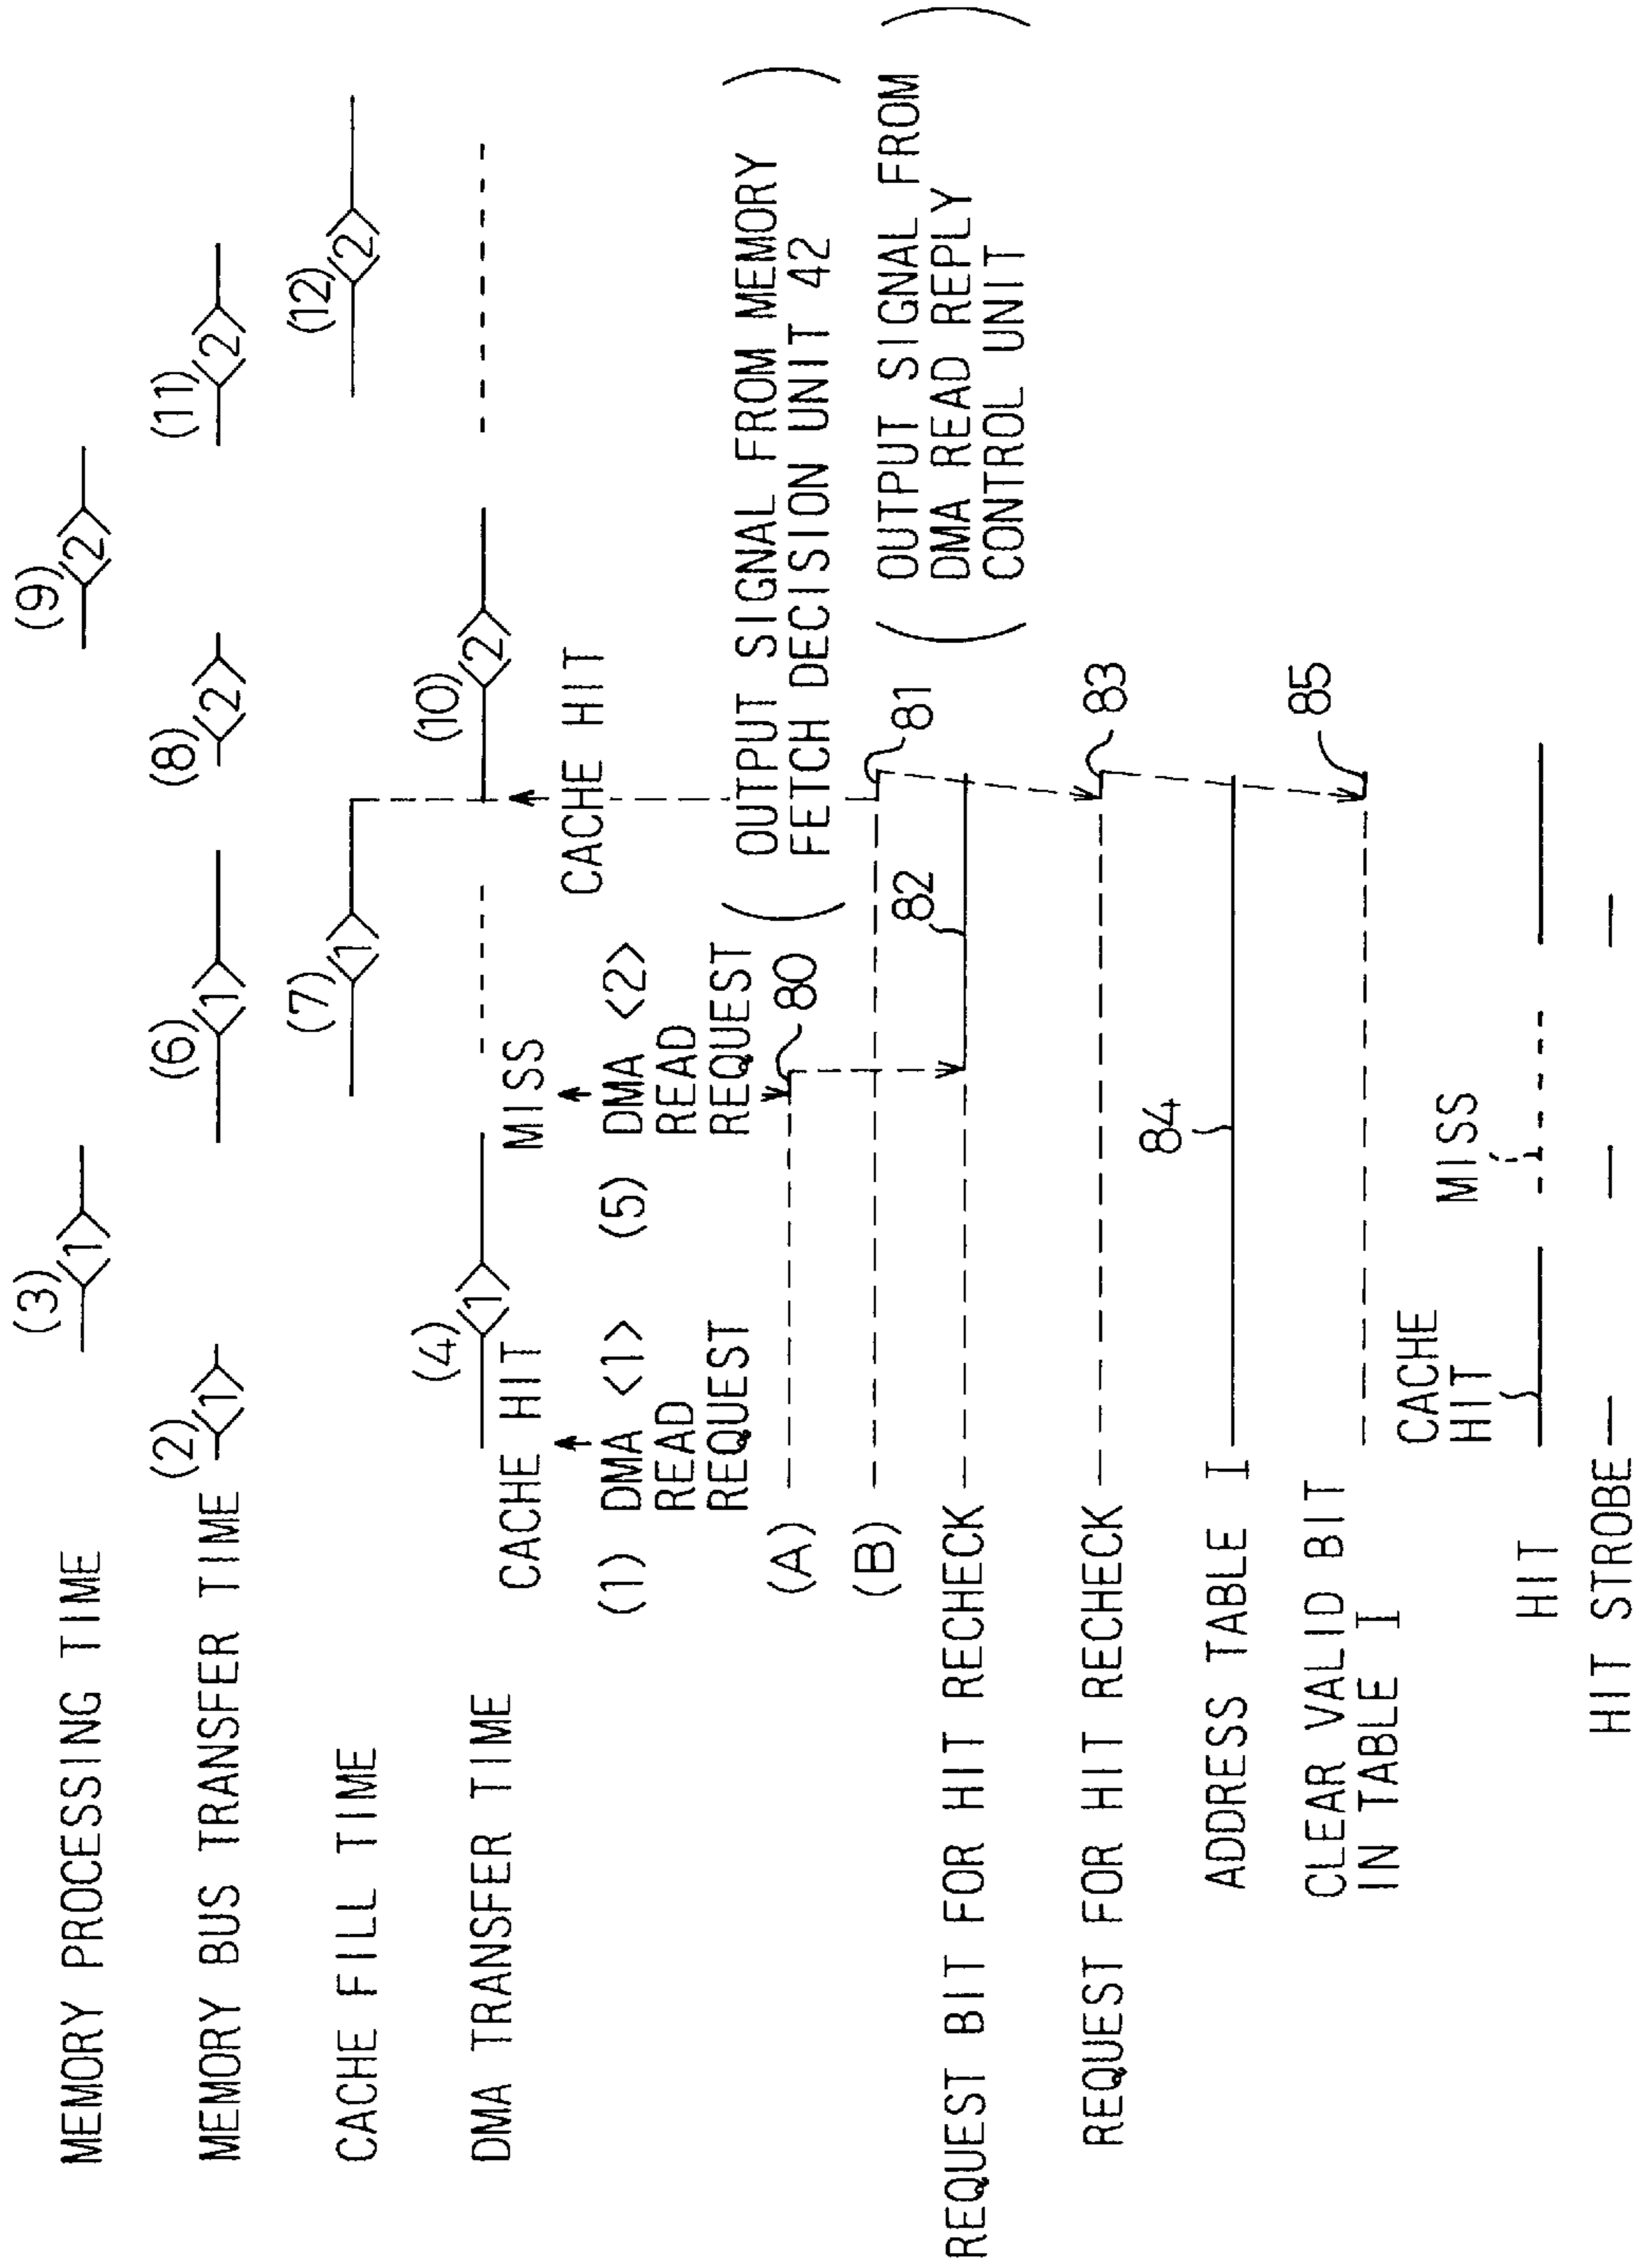 MEMORY PROCESSING TIME
(3)
<1>
(9)
<2>
MEMORY BUS TRANSFER TIME
(2)
<1>
(6)
<1>
(8)
<2>
(11)
<2>
CACHE FILL TIME
(7)
<1>
(12)
<2>
DMA TRANSFER TIME
(4)
<1>
(10)
<2>
CACHE HIT
MISS
CACHE HIT
(1) DMA <1>
READ
REQUEST
(5) DMA <2>
READ
REQUEST
(A)
80
( OUTPUT SIGNAL FROM MEMORY
FETCH DECISION UNIT 42 )
(B)
81
( OUTPUT SIGNAL FROM
DMA READ REPLY
CONTROL UNIT )
REQUEST BIT FOR HIT RECHECK
82
REQUEST FOR HIT RECHECK
83
ADDRESS TABLE I
84
CLEAR VALID BIT
IN TABLE I
85
CACHE
HIT
MISS
HIT
HIT STROBE